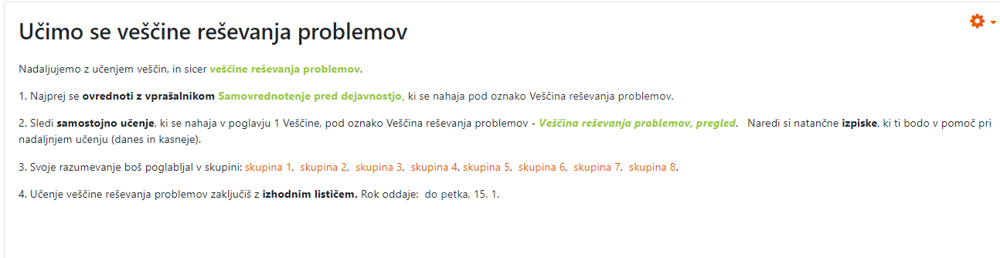 Učimo se veščine reševanja problemov
Nadaljujemo z učenjem veščin, in sicer veščine reševanja problemov.
1. Najprej se ovrednoti z vprašalnikom Samovrednotenje pred dejavnostjo, ki se nahaja pod oznako Veščina reševanja problemov.
2. Sledi samostojno učenje, ki se nahaja v poglavju 1 Veščine, pod oznako Veščina reševanja problemov - Veščina reševanja problemov, pregled.   Naredi si natančne izpiske, ki ti bodo v pomoč pri
nadaljnjem učenju (danes in kasneje).
3. Svoje razumevanje boš poglabljal v skupini: skupina 1,  skupina 2,  skupina 3,  skupina 4, skupina 5,  skupina 6,  skupina 7,  skupina 8.
4. Učenje veščine reševanja problemov zaključiš z izhodnim lističem. Rok oddaje:  do petka, 15. 1.